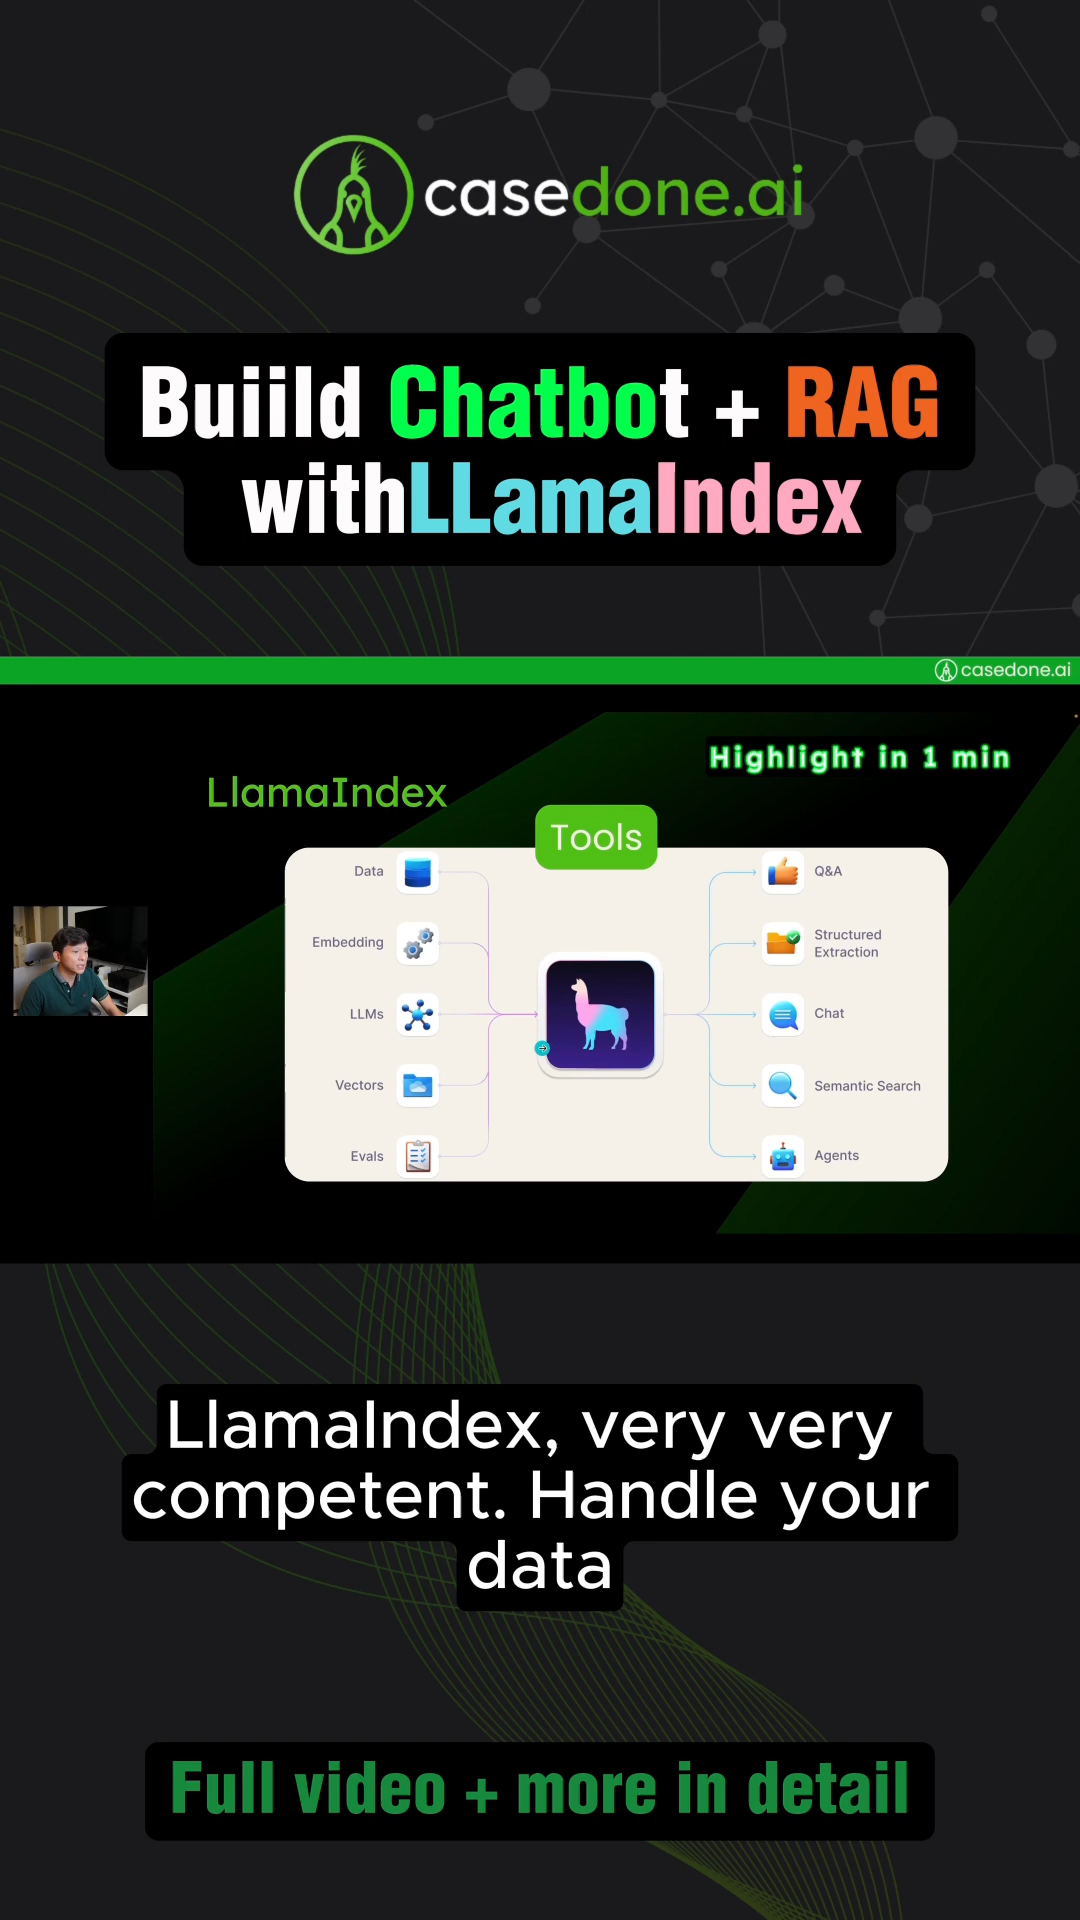 casedone.ai
Buiild Chatbot + RAG
withLLamaIndex
casedone.ai
Highlight in 1 min
LlamaIndex
Tools
Data
Embedding
LLMs
Vectors
Evals
Q&A
Structured
Extraction
Chat
Semantic Search
Agents
LlamaIndex, very very
competent. Handle your
data
Full video + more in detail